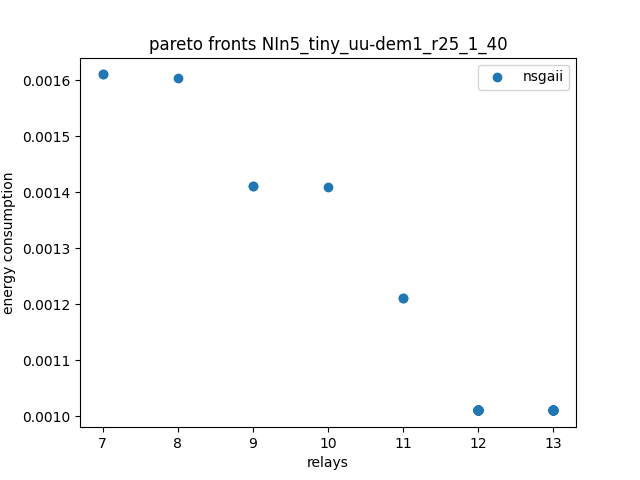 pareto fronts NIn5_tiny_uu-dem1_r25_1_40
nsgaii
0.0016
0.0015
0.0014
0.0013
0.0012
0.0011
0.0010
energy consumption
7 8 9 10 11 12 13
relays